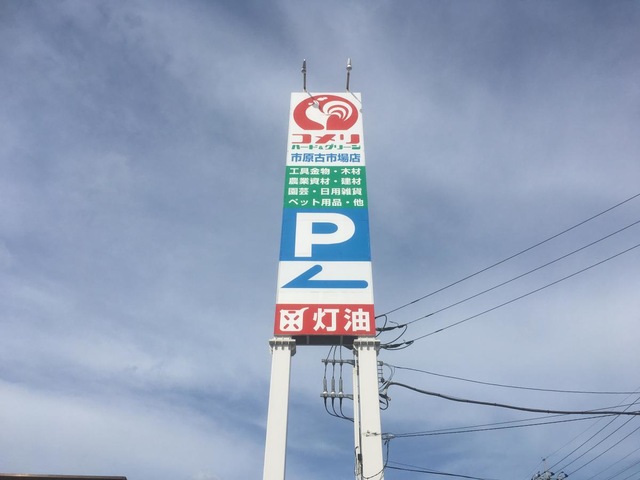 コメリ
ハード&グリーン
市原古市場店
工具金物・木材
農業資材・建材
園芸・日用雑貨
ペット用品・他
P
灯油